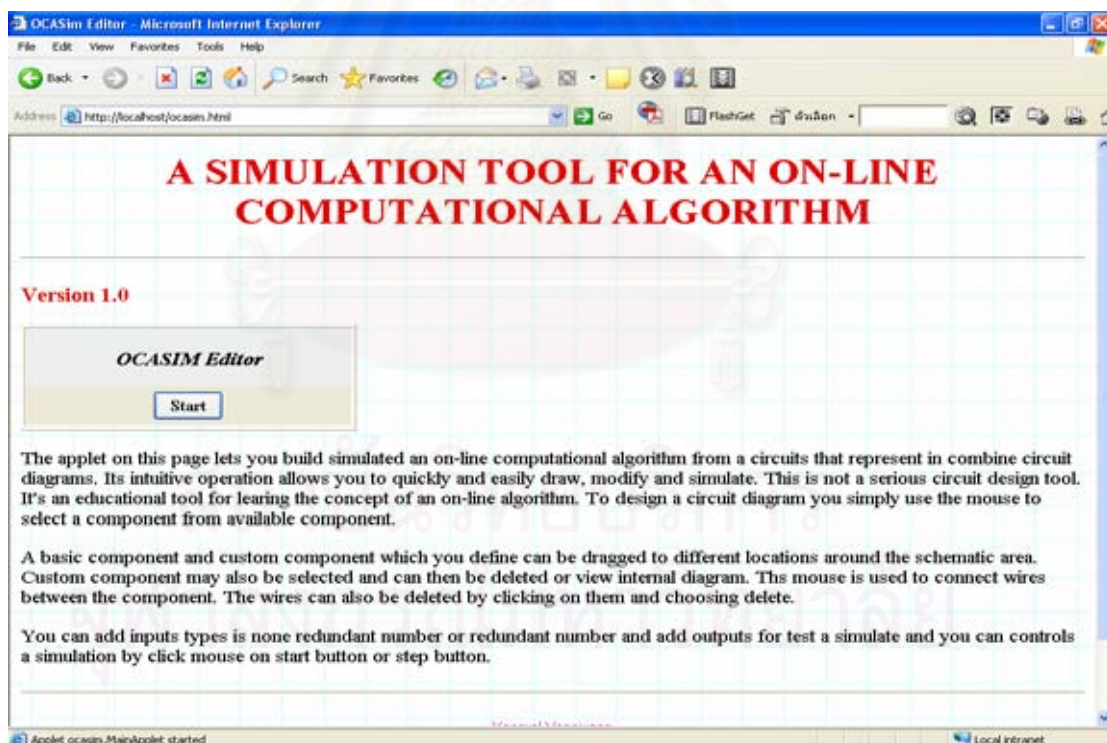 OCASim Editor - Microsoft Internet Explorer
File Edit View Favorites Tools Help
Back Search Favorites
Address http://localhost/ocasim.html Go FlashGet ตัวเลือก
A SIMULATION TOOL FOR AN ON-LINE
COMPUTATIONAL ALGORITHM
Version 1.0
OCASIM Editor
Start
The applet on this page lets you build simulated an on-line computational algorithm from a circuits that represent in combine circuit
diagrams. Its intuitive operation allows you to quickly and easily draw, modify and simulate. This is not a serious circuit design tool.
It's an educational tool for learing the concept of an on-line algorithm. To design a circuit diagram you simply use the mouse to
select a component from available component.
A basic component and custom component which you define can be dragged to different locations around the schematic area.
Custom component may also be selected and can then be deleted or view internal diagram. Ths mouse is used to connect wires
between the component. The wires can also be deleted by clicking on them and choosing delete.
You can add inputs types is none redundant number or redundant number and add outputs for test a simulate and you can controls
a simulation by click mouse on start button or step button.
Applet ocasim.MainApplet started Local intranet